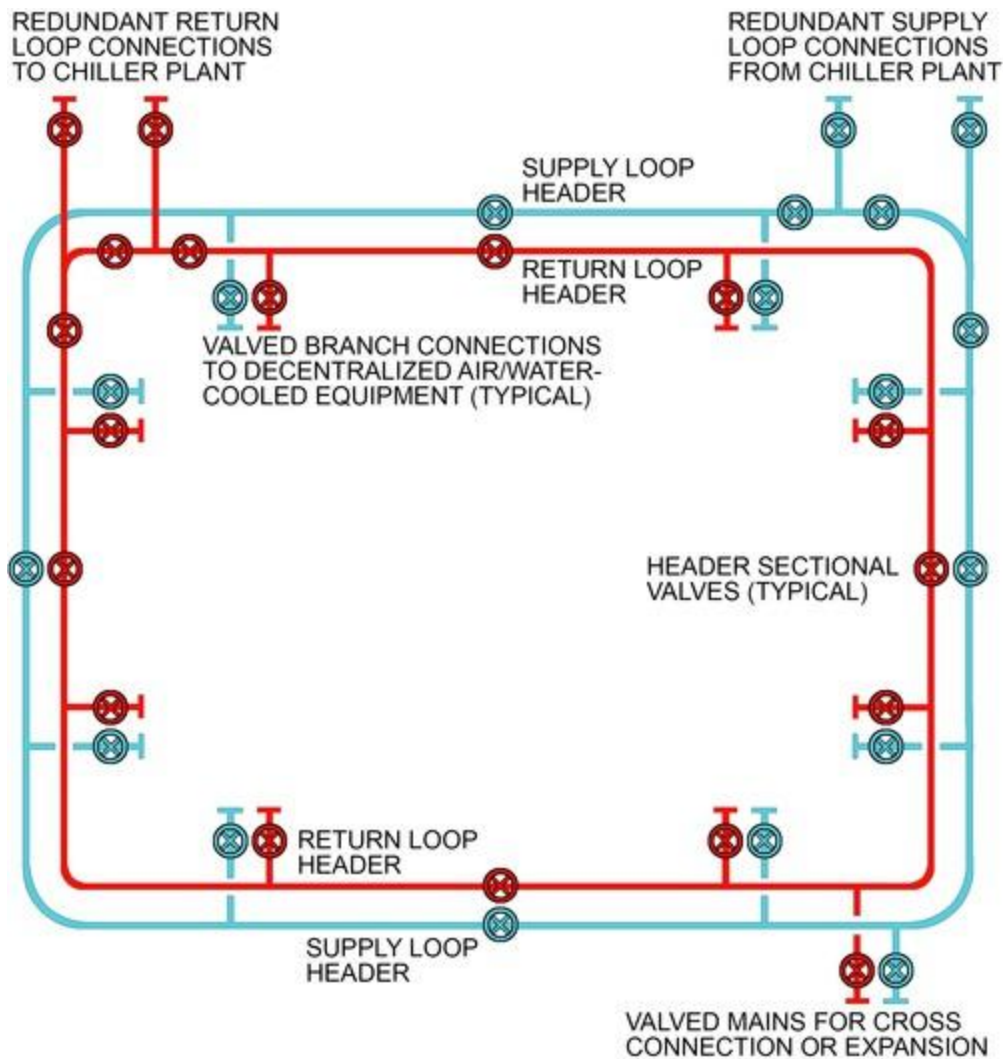 REDUNDANT RETURN
LOOP CONNECTIONS
TO CHILLER PLANT
REDUNDANT SUPPLY
LOOP CONNECTIONS
FROM CHILLER PLANT
SUPPLY LOOP
HEADER
RETURN LOOP
HEADER
VALVED BRANCH CONNECTIONS
TO DECENTRALIZED AIR/WATER-
COOLED EQUIPMENT (TYPICAL)
HEADER SECTIONAL
VALVES (TYPICAL)
RETURN LOOP
HEADER
SUPPLY LOOP
HEADER
VALVED MAINS FOR CROSS
CONNECTION OR EXPANSION